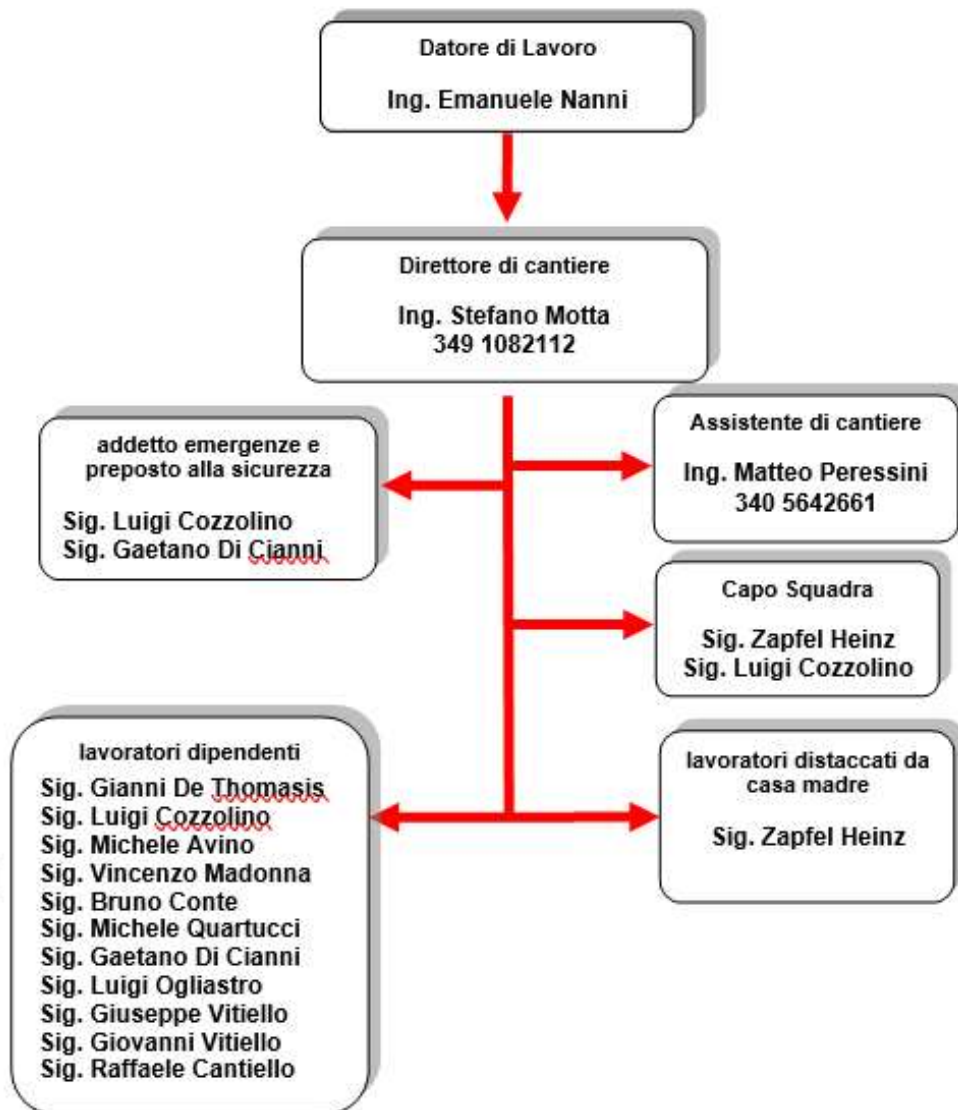 Datore di Lavoro
Ing. Emanuele Nanni
Direttore di cantiere
Ing. Stefano Motta
349 1082112
addetto emergenze e
preposto alla sicurezza
Sig. Luigi Cozzolino
Sig. Gaetano Di Cianni
Assistente di cantiere
Ing. Matteo Peressini
340 5642661
Capo Squadra
Sig. Zapfel Heinz
Sig. Luigi Cozzolino
lavoratori dipendenti
Sig. Gianni De Thomasis
Sig. Luigi Cozzolino
Sig. Michele Avino
Sig. Vincenzo Madonna
Sig. Bruno Conte
Sig. Michele Quartucci
Sig. Gaetano Di Cianni
Sig. Luigi Ogliastro
Sig. Giuseppe Vitiello
Sig. Giovanni Vitiello
Sig. Raffaele Cantiello
lavoratori distaccati da
casa madre
Sig. Zapfel Heinz